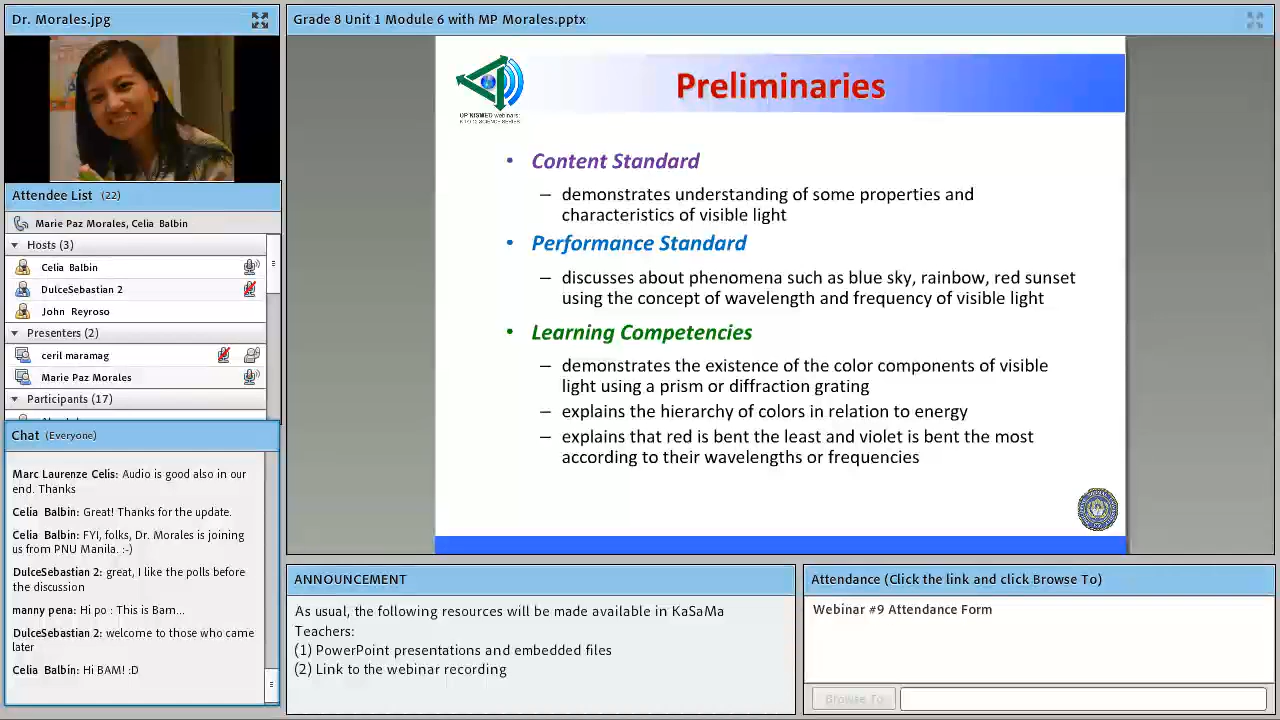 Dr. Morales.jpg
Attendee List (22)
Marie Paz Morales, Celia Balbin
Hosts (3)
Celia Balbin
DulceSebastian 2
John Reyroso
Presenters (2)
ceril maramag
Marie Paz Morales
Participants (17)
Chat (Everyone)
Marc Laurenze Celis: Audio is good also in our
end. Thanks
Celia Balbin: Great! Thanks for the update.
Celia Balbin: FYI, folks, Dr. Morales is joining
us from PNU Manila. :-)
DulceSebastian 2: great, I like the polls before
the discussion
manny pena: Hi po : This is Bam...
DulceSebastian 2: welcome to those who came
later
Celia Balbin: Hi BAM! :D
Grade 8 Unit 1 Module 6 with MP Morales.pptx
UP NISMED webinars:
K TO 12 SCIENCE SERIES
Preliminaries
• Content Standard
– demonstrates understanding of some properties and
characteristics of visible light
• Performance Standard
– discusses about phenomena such as blue sky, rainbow, red sunset
using the concept of wavelength and frequency of visible light
• Learning Competencies
– demonstrates the existence of the color components of visible
light using a prism or diffraction grating
– explains the hierarchy of colors in relation to energy
– explains that red is bent the least and violet is bent the most
according to their wavelengths or frequencies
ANNOUNCEMENT
As usual, the following resources will be made available in KaSaMa
Teachers:
(1) PowerPoint presentations and embedded files
(2) Link to the webinar recording
Attendance (Click the link and click Browse To)
Webinar #9 Attendance Form
Browse To